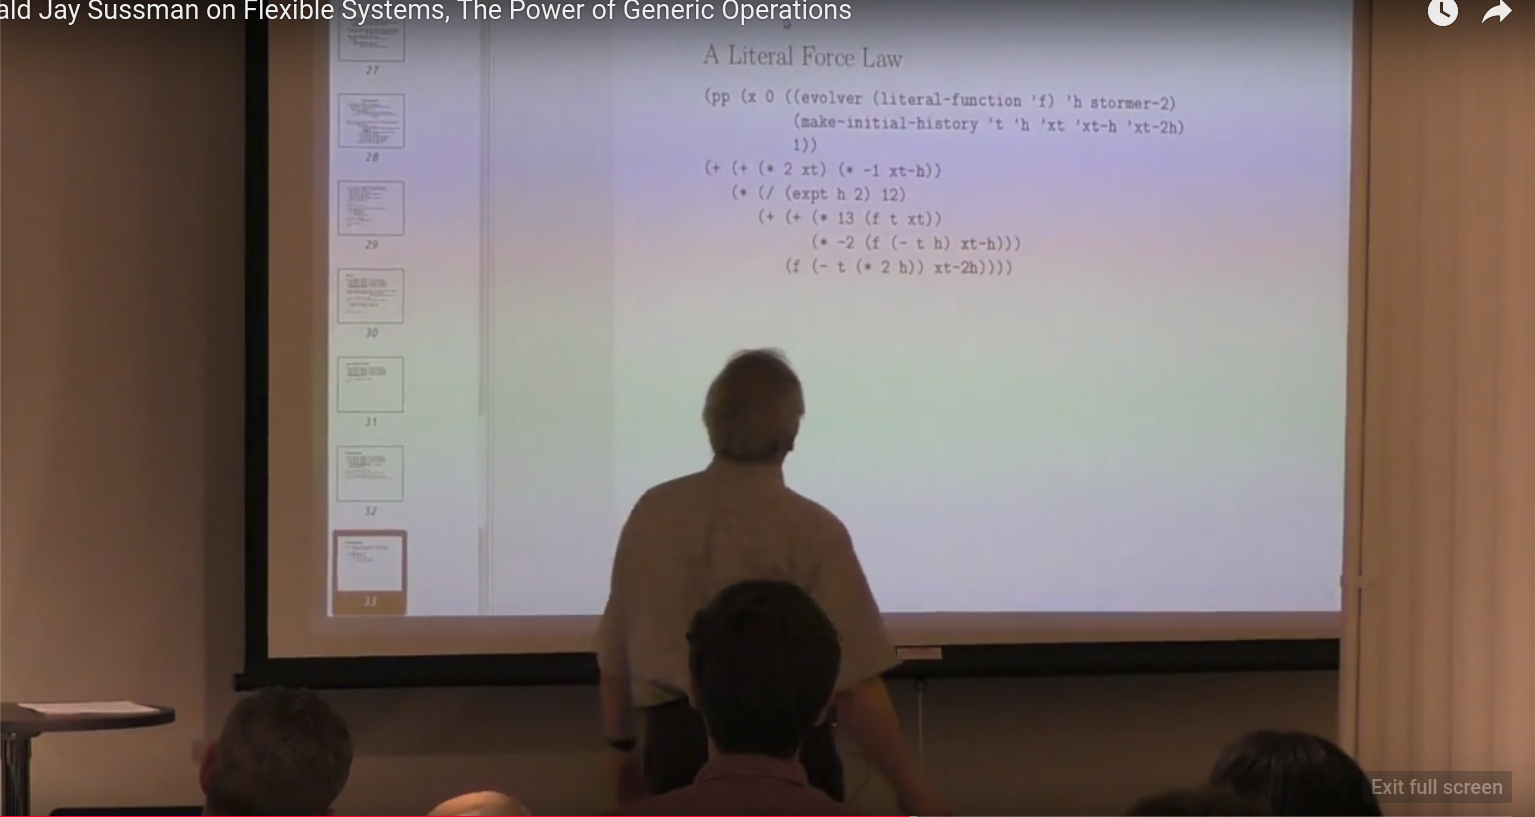 ald Jay Sussman on Flexible Systems, The Power of Generic Operations
27
28
29
30
31
32
33
A Literal Force Law
(pp (x 0 ((evolver (literal-function 'f) 'h stormer-2)
(make-initial-history 't 'h 'xt 'xt-h 'xt-2h)
1))
(+ (+ (* 2 xt) (* -1 xt-h))
(* (/ (expt h 2) 12)
(+ (+ (* 13 (f t xt))
(* -2 (f (- t h) xt-h)))
(f (- t (* 2 h)) xt-2h))))
Exit full screen